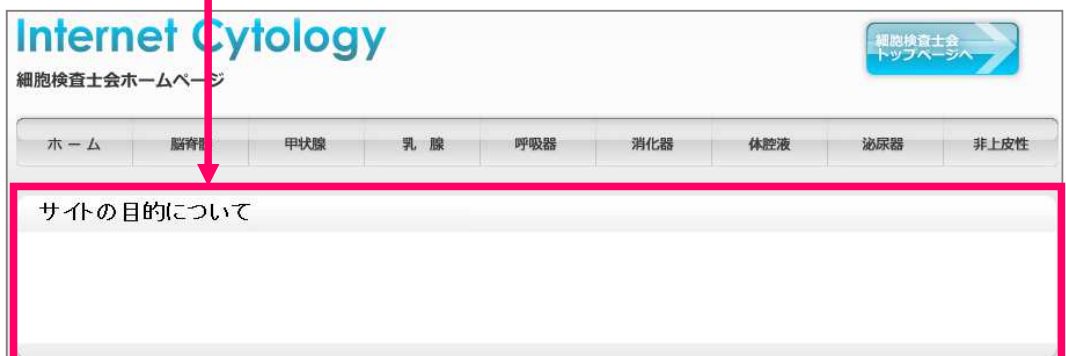 Internet Cytology
細胞検査士会ホームページ
細胞検査士会
トップページへ
ホーム 脳脊髄 甲状腺 乳 腺 呼吸器 消化器 体腔液 泌尿器 非上皮性
サイトの目的について